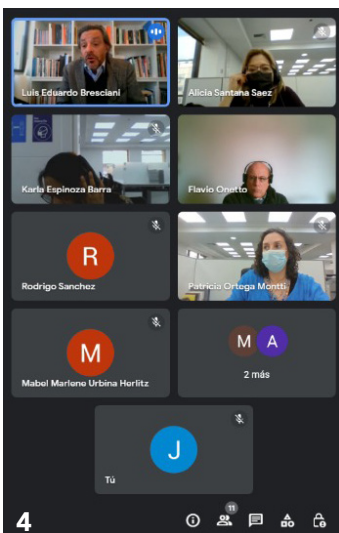 Luis Eduardo Bresciani
Alicia Santana Saez
Karla Espinoza Barra
Flavio Onetto
R
Rodrigo Sanchez
Patricia Ortega Montti
M
Mabel Marlene Urbina Herlitz
M A
2 más
J
Tú
11
4